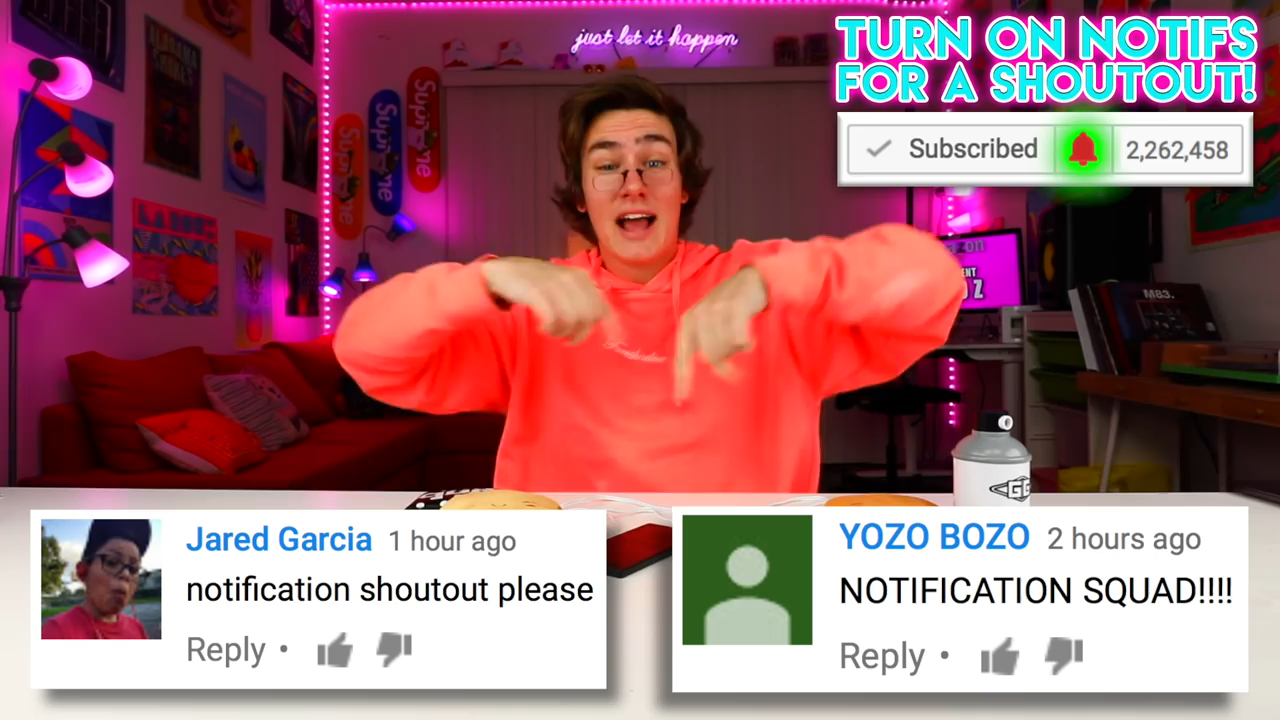 just let it happen
TURN ON NOTIFS
FOR A SHOUTOUT!
Subscribed 2,262,458
Supreme
Supreme
Supreme
M83.
GG
Jared Garcia 1 hour ago
notification shoutout please
Reply •
YOZO BOZO 2 hours ago
NOTIFICATION SQUAD!!!!
Reply •